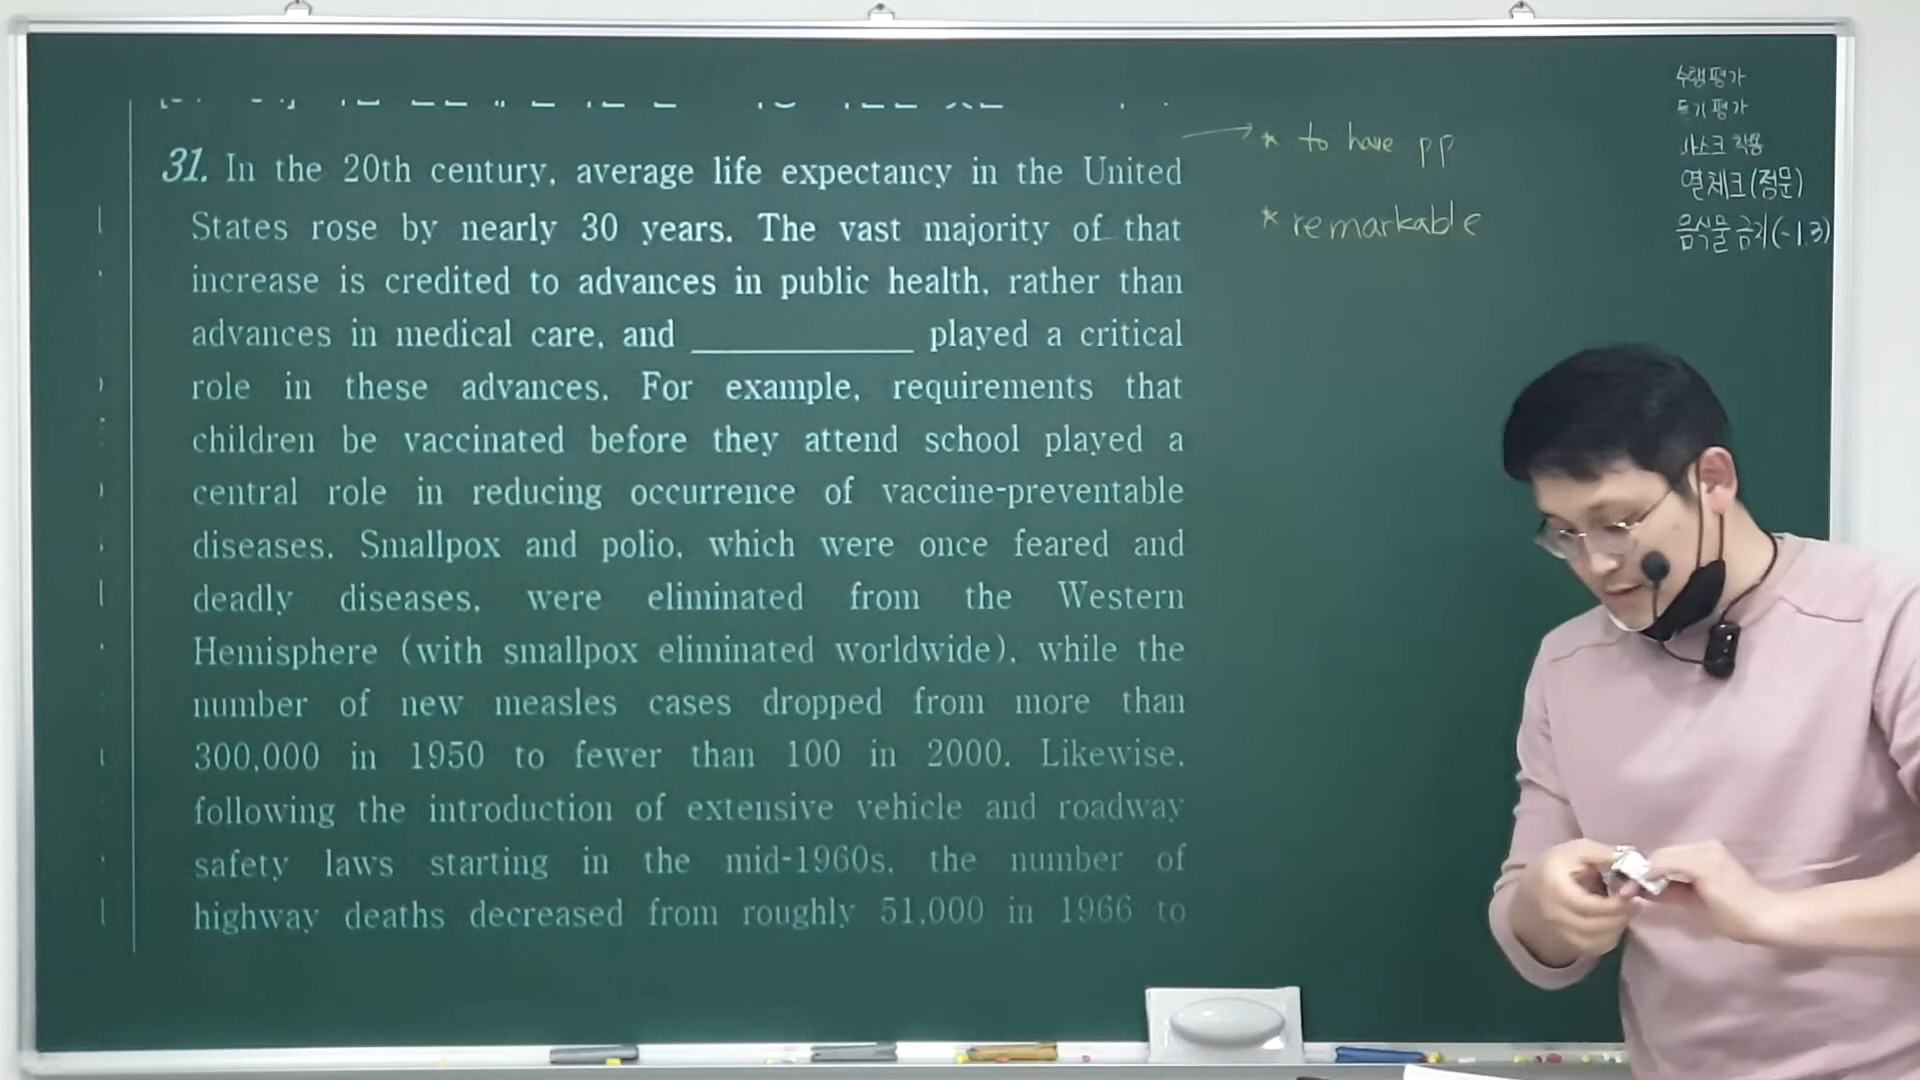 31. In the 20th century, average life expectancy in the United
States rose by nearly 30 years. The vast majority of that
increase is credited to advances in public health, rather than
advances in medical care, and ____________ played a critical
role in these advances. For example, requirements that
children be vaccinated before they attend school played a
central role in reducing occurrence of vaccine-preventable
diseases. Smallpox and polio, which were once feared and
deadly diseases, were eliminated from the Western
Hemisphere (with smallpox eliminated worldwide), while the
number of new measles cases dropped from more than
300,000 in 1950 to fewer than 100 in 2000. Likewise,
following the introduction of extensive vehicle and roadway
safety laws starting in the mid-1960s, the number of
highway deaths decreased from roughly 51,000 in 1966 to
→ * to have pp
* remarkable
수행평가
듣기평가
마스크 착용
열체크(정문)
음식물 금지(-1.3)